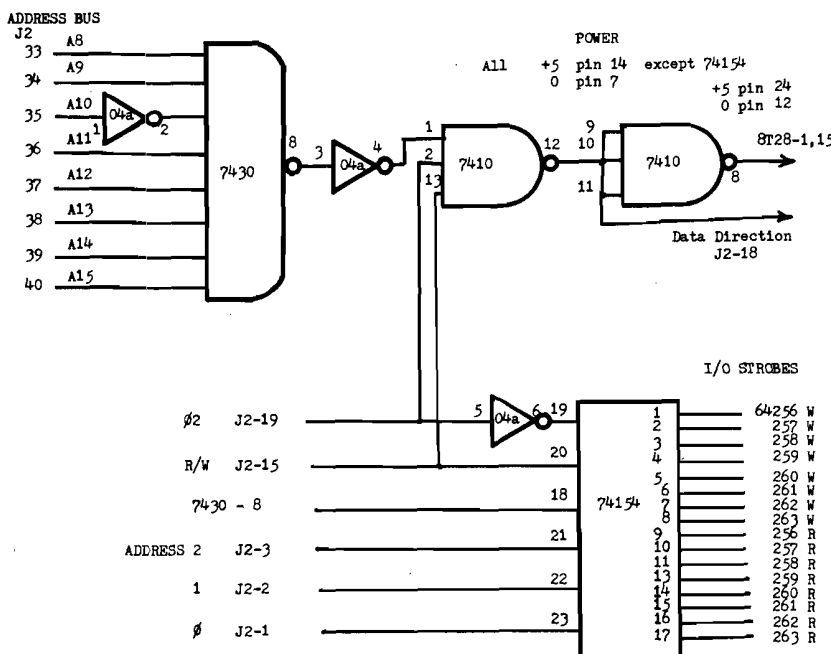 ADDRESS BUS
J2
33 A8
34 A9
35 A10
36 A11
37 A12
38 A13
39 A14
40 A15
1 04a 2
7430
8
3 04a 4
1
2
13
7410
12
9
10
11
7410
8
8T28-1,15
Data Direction
J2-18
POWER
All +5 pin 14 except 74154
0 pin 7
+5 pin 24
0 pin 12
I/O STROBES
ø2 J2-19
5 04a 6 19
R/W J2-15 20
7430 - 8 18
ADDRESS 2 J2-3 21
1 J2-2 22
ø J2-1 23
74154
1 64256 W
2 257 W
3 258 W
4 259 W
5 260 W
6 261 W
7 262 W
8 263 W
9 256 R
10 257 R
11 258 R
13 259 R
14 260 R
15 261 R
16 262 R
17 263 R